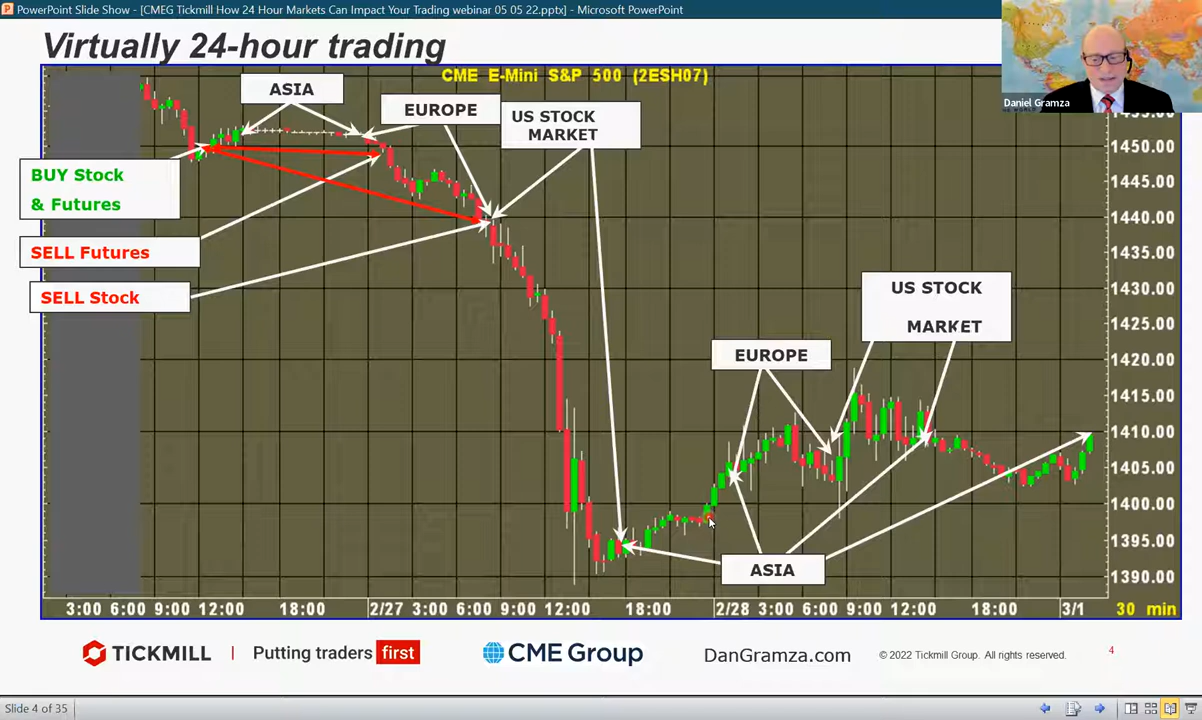 PowerPoint Slide Show - [CMEG Tickmill How 24 Hour Markets Can Impact Your Trading webinar 05 05 22.pptx] - Microsoft PowerPoint
Virtually 24-hour trading
Daniel Gramza
CME E-Mini S&P 500 (2ESH07)
ASIA
EUROPE
US STOCK
MARKET
BUY Stock
& Futures
SELL Futures
SELL Stock
US STOCK
MARKET
EUROPE
ASIA
1450.00
1445.00
1440.00
1435.00
1430.00
1425.00
1420.00
1415.00
1410.00
1405.00
1400.00
1395.00
1390.00
3:00 6:00 9:00 12:00 18:00 2/27 3:00 6:00 9:00 12:00 18:00 2/28 3:00 6:00 9:00 12:00 18:00 3/1 30 min
TICKMILL | Putting traders first
CME Group
DanGramza.com
© 2022 Tickmill Group. All rights reserved.
4
Slide 4 of 35